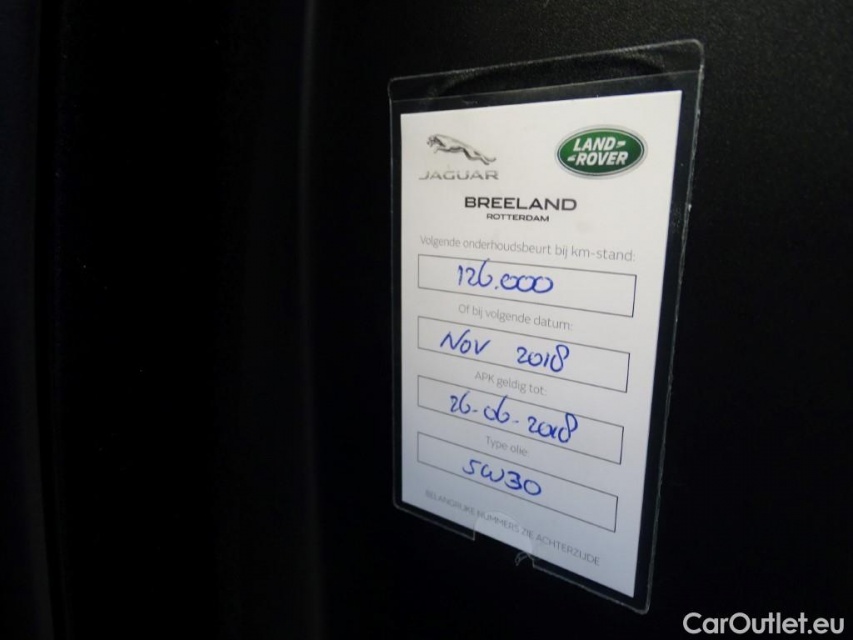 JAGUAR
LAND-
-ROVER
BREELAND
ROTTERDAM
Volgende onderhoudsbeurt bij km-stand:
126.000
Of bij volgende datum:
Nov 2018
APK geldig tot:
26-06-2018
Type olie:
5W30
BELANGRIJKE NUMMERS ZIE ACHTERZIJDE
CarOutlet.eu